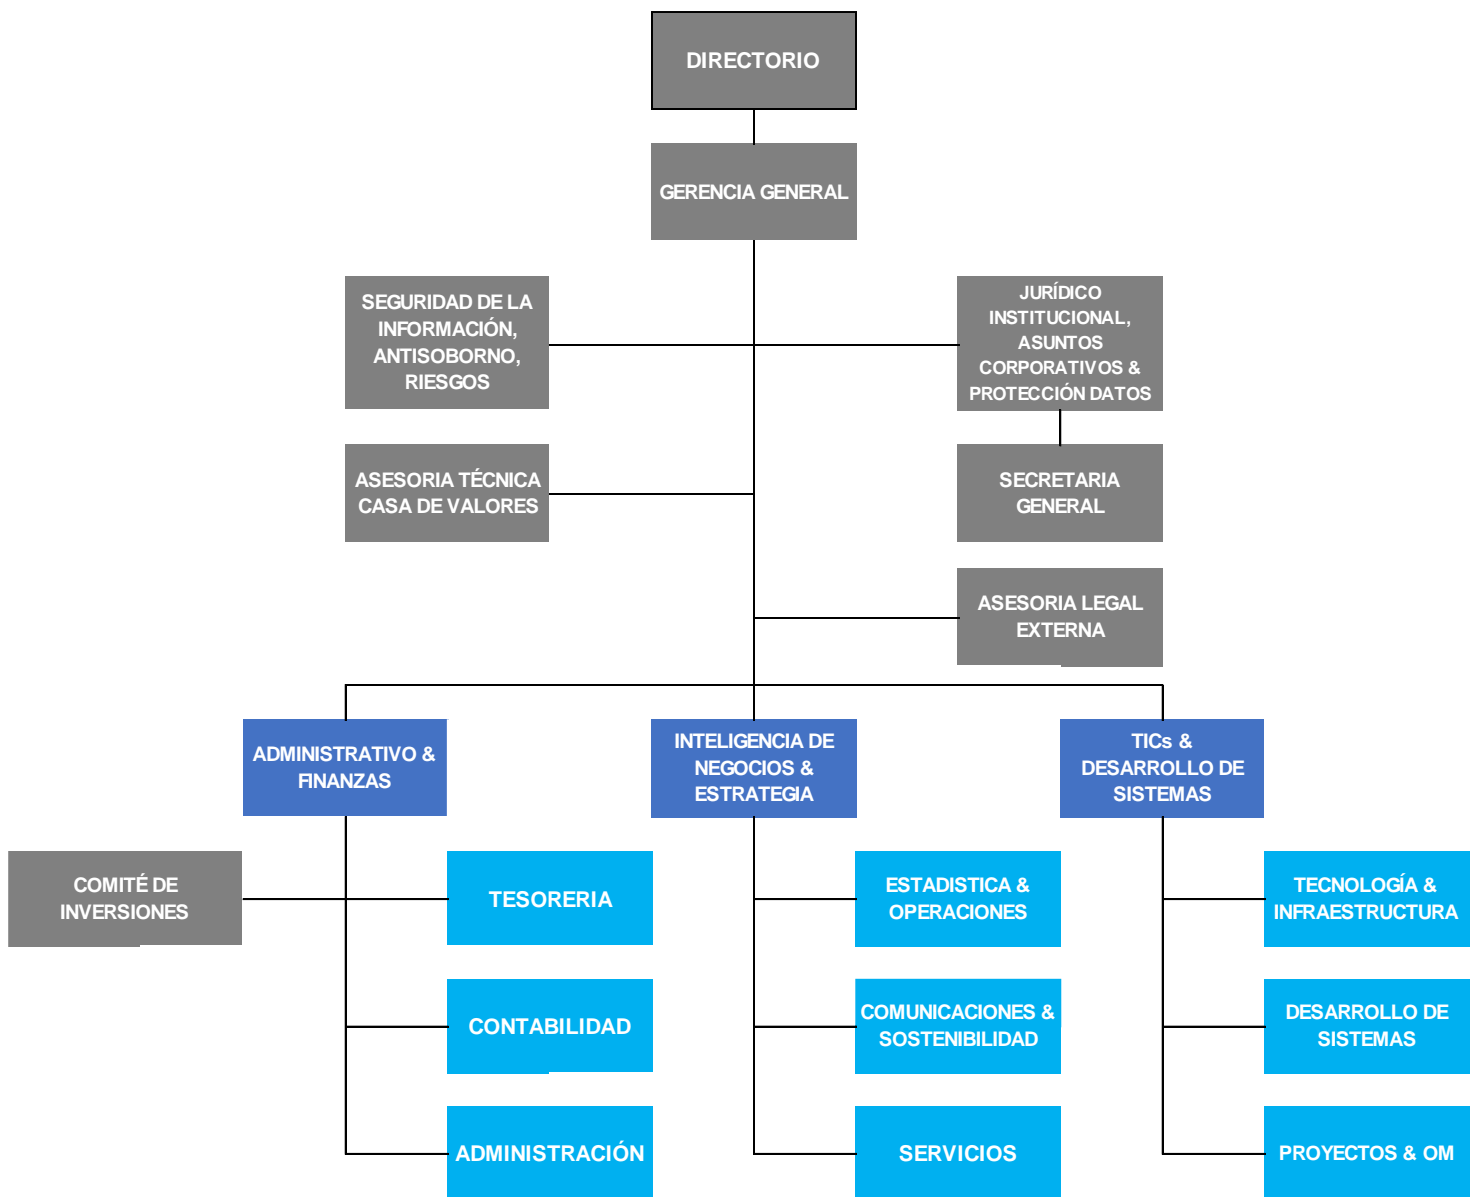 DIRECTORIO
GERENCIA GENERAL
SEGURIDAD DE LA
INFORMACIÓN,
ANTISOBORNO,
RIESGOS
JURÍDICO
INSTITUCIONAL,
ASUNTOS
CORPORATIVOS &
PROTECCIÓN DATOS
ASESORIA TÉCNICA
CASA DE VALORES
SECRETARIA
GENERAL
ASESORIA LEGAL
EXTERNA
ADMINISTRATIVO &
FINANZAS
INTELIGENCIA DE
NEGOCIOS &
ESTRATEGIA
TICs &
DESARROLLO DE
SISTEMAS
COMITÉ DE
INVERSIONES
TESORERIA
ESTADISTICA &
OPERACIONES
TECNOLOGÍA &
INFRAESTRUCTURA
CONTABILIDAD
COMUNICACIONES &
SOSTENIBILIDAD
DESARROLLO DE
SISTEMAS
ADMINISTRACIÓN
SERVICIOS
PROYECTOS & OM